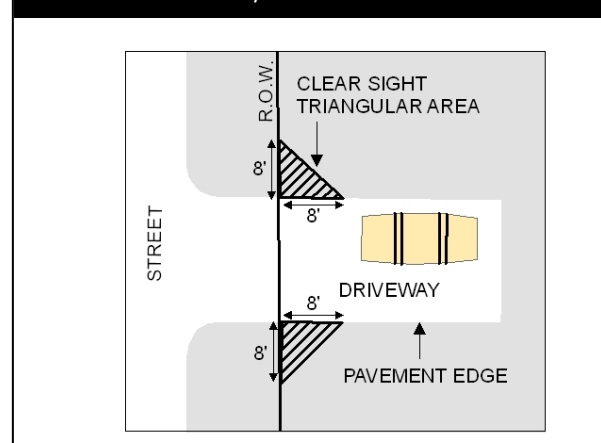 R.O.W.
CLEAR SIGHT
TRIANGULAR AREA
8'
8'
STREET
DRIVEWAY
8'
8'
PAVEMENT EDGE